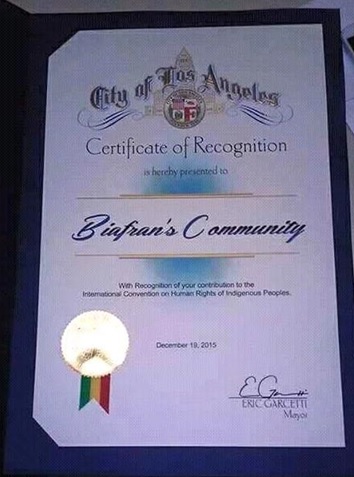 City of Los Angeles
Certificate of Recognition
is hereby presented to
Biafran's Community
With Recognition of your contribution to the
International Convention on Human Rights of Indigenous Peoples.
December 19, 2015
ERIC GARCETTI
Mayor